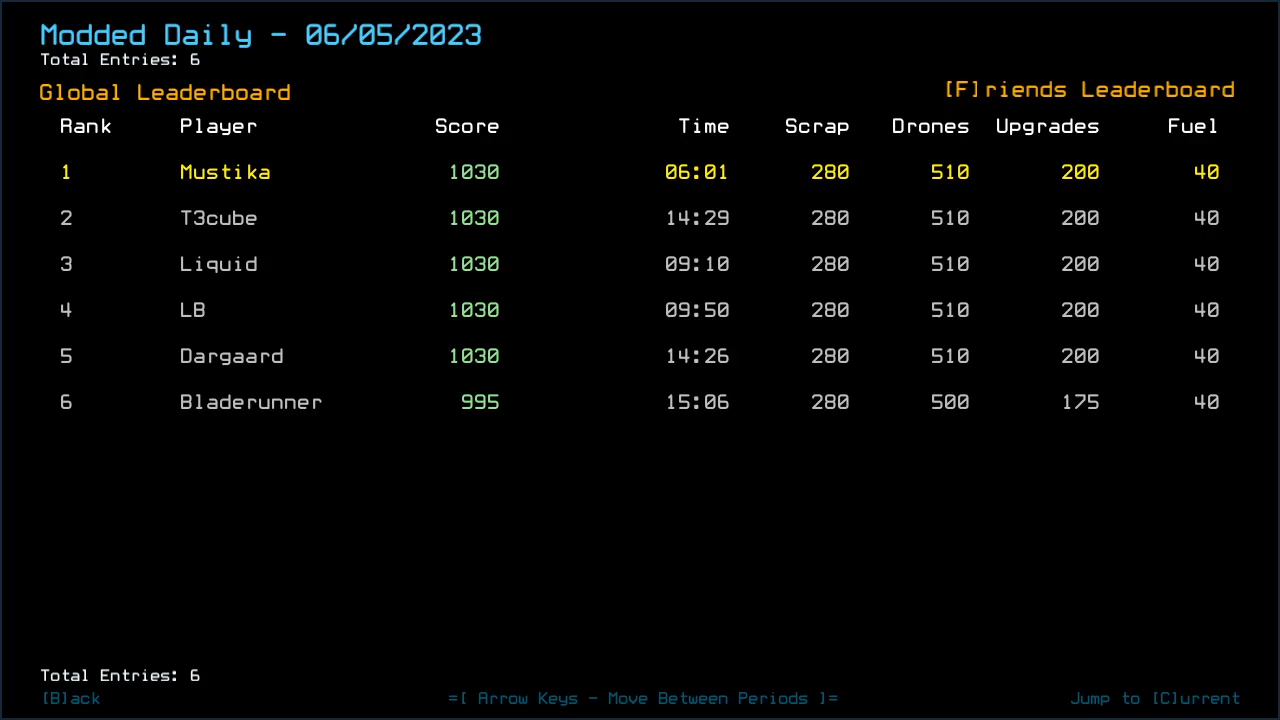 Modded Daily - 06/05/2023
Total Entries: 6
Global Leaderboard [F]riends Leaderboard
Rank Player Score Time Scrap Drones Upgrades Fuel
1 Mustika 1030 06:01 280 510 200 40
2 T3cube 1030 14:29 280 510 200 40
3 Liquid 1030 09:10 280 510 200 40
4 LB 1030 09:50 280 510 200 40
5 Dargaard 1030 14:26 280 510 200 40
6 Bladerunner 995 15:06 280 500 175 40
Total Entries: 6
[B]ack =[ Arrow Keys - Move Between Periods ]= Jump to [C]urrent